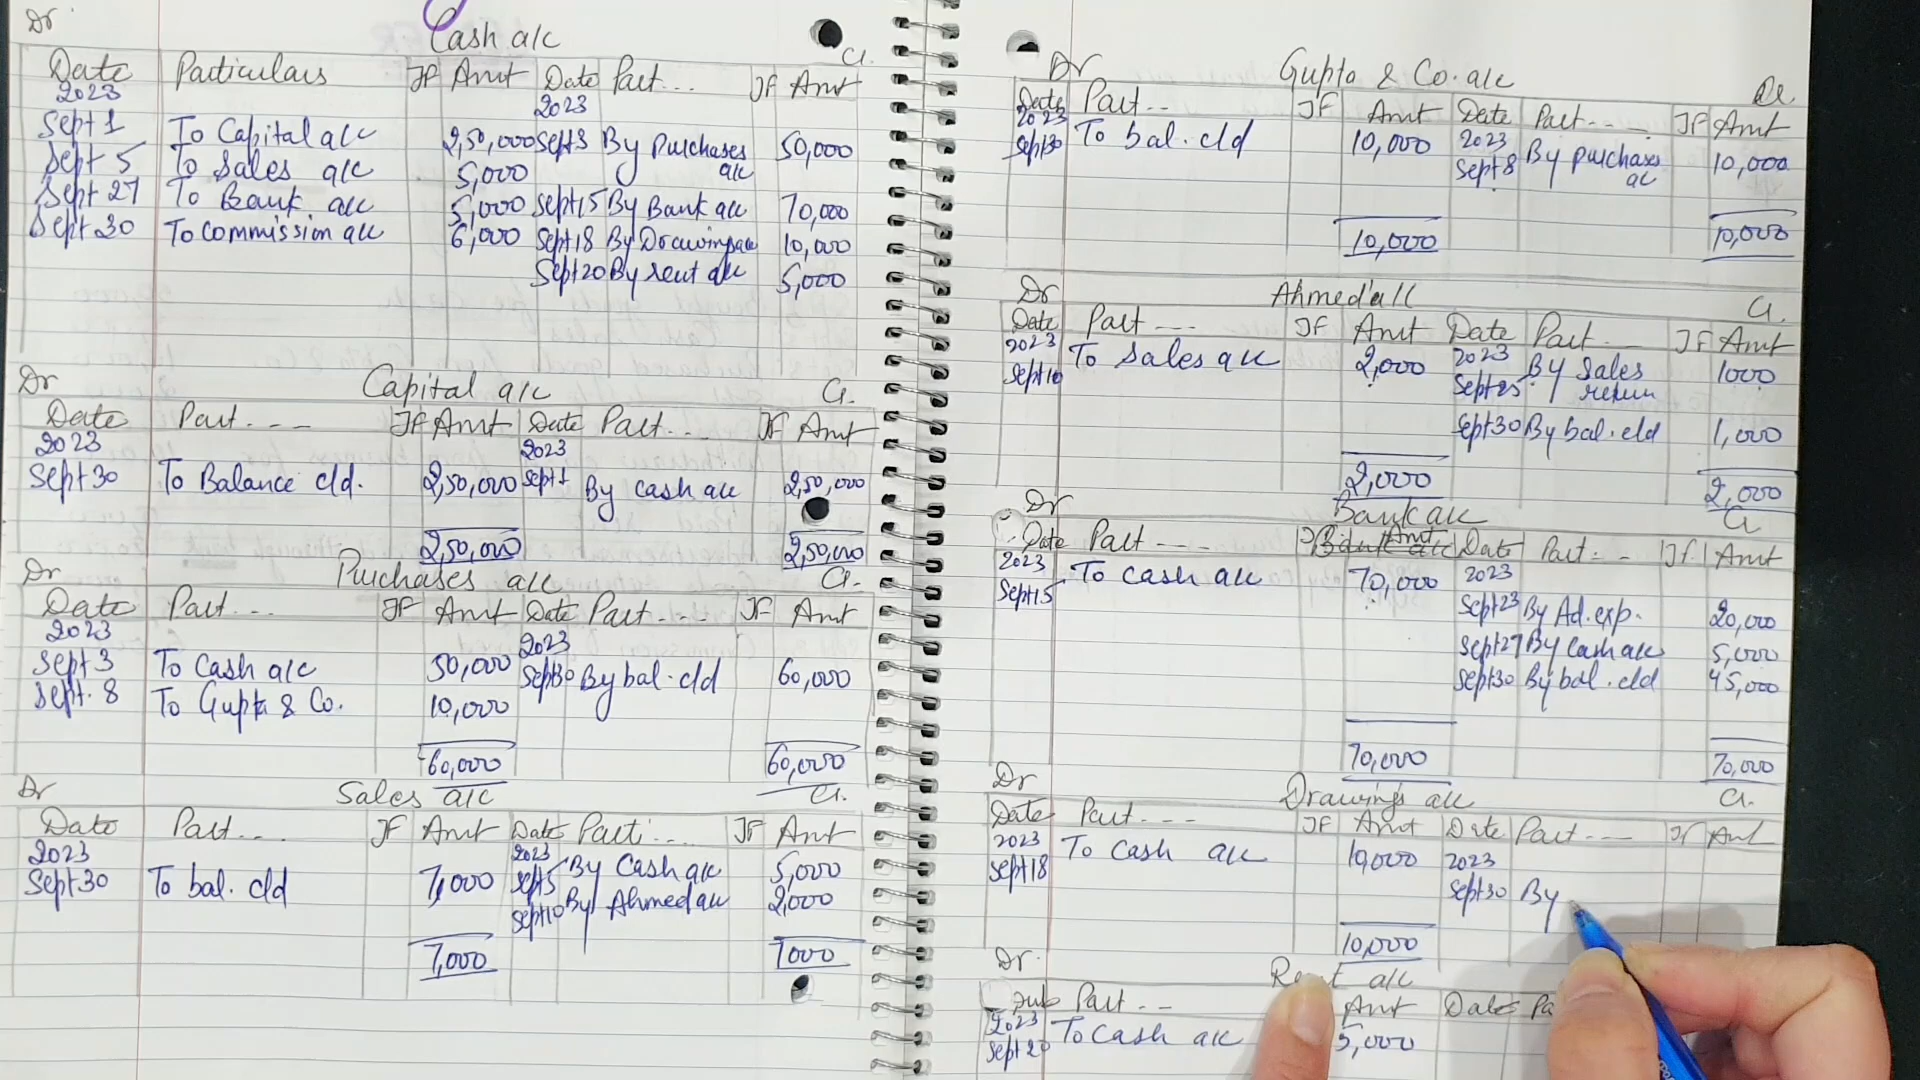 Dr
Cash a/c
Cr.
Date Particulars JF Amt Date Part... JF Amt
2023 2023
Sept 1 To Capital a/c 2,50,000 Sept 3 By Purchases a/c 50,000
Sept 5 To Sales a/c 5,000
Sept 27 To Bank a/c 5,000 Sept 15 By Bank a/c 70,000
Sept 30 To Commission a/c 6,000 Sept 18 By Drawings a/c 10,000
Sept 20 By rent a/c 5,000
Dr Capital a/c Cr.
Date Part... JF Amt Date Part... JF Amt
2023 2023
Sept 30 To Balance c/d. 2,50,000 Sept 1 By cash a/c 2,50,000
2,50,000 2,50,000
Dr Purchases a/c Cr.
Date Part... JF Amt Date Part... JF Amt
2023 2023
Sept 3 To Cash a/c 50,000 Sept 30 By bal. c/d 60,000
Sept. 8 To Gupta & Co. 10,000
60,000 60,000
Dr Sales a/c Cr.
Date Part... JF Amt Date Part... JF Amt
2023 2023
Sept 30 To bal. c/d 7,000 Sept 5 By Cash a/c 5,000
Sept 10 By Ahmed a/c 2,000
7,000 7000
Dr Gupta & Co. a/c
Date Part.. JF Amt Date Part... JF Amt
2023 2023
Sept 30 To bal. c/d 10,000 Sept 8 By purchases a/c 10,000
10,000 10,000
Dr Ahmed a/c Cr.
Date Part... JF Amt Date Part... JF Amt
2023 2023
Sept 10 To Sales a/c 2,000 Sept 25 By Sales return 1000
Sept 30 By bal. c/d 1,000
2,000 2,000
Dr Bank a/c Cr
Date Part... JF Amt Date Part... JF Amt
2023 2023
Sept 15 To Cash a/c 70,000
Sept 23 By Ad. exp. 20,000
Sept 27 By Cash a/c 5,000
Sept 30 By bal. c/d 45,000
70,000 70,000
Dr Drawings a/c Cr.
Date Part... JF Amt Date Part... JF Amt
2023 2023
Sept 18 To Cash a/c 10,000
Sept 30 By
10,000
Dr. Rent a/c
Part.. Amt Date Pa
2023
Sept 20 To Cash a/c 5,000